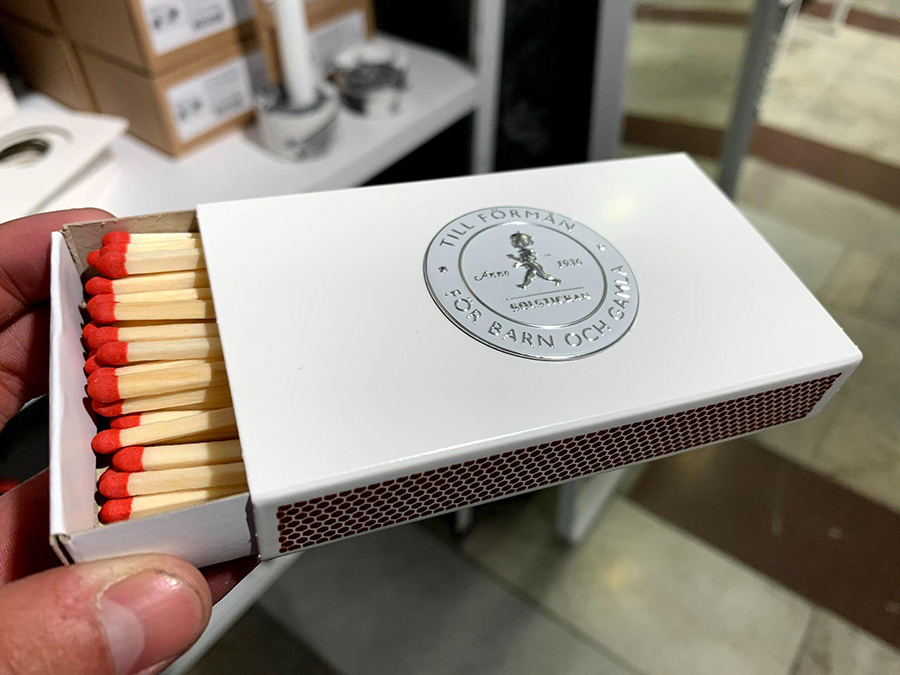 TILL FÖRMÅN
Anno 1936
SOLSTICKAN
FÖR BARN OCH GAMLA